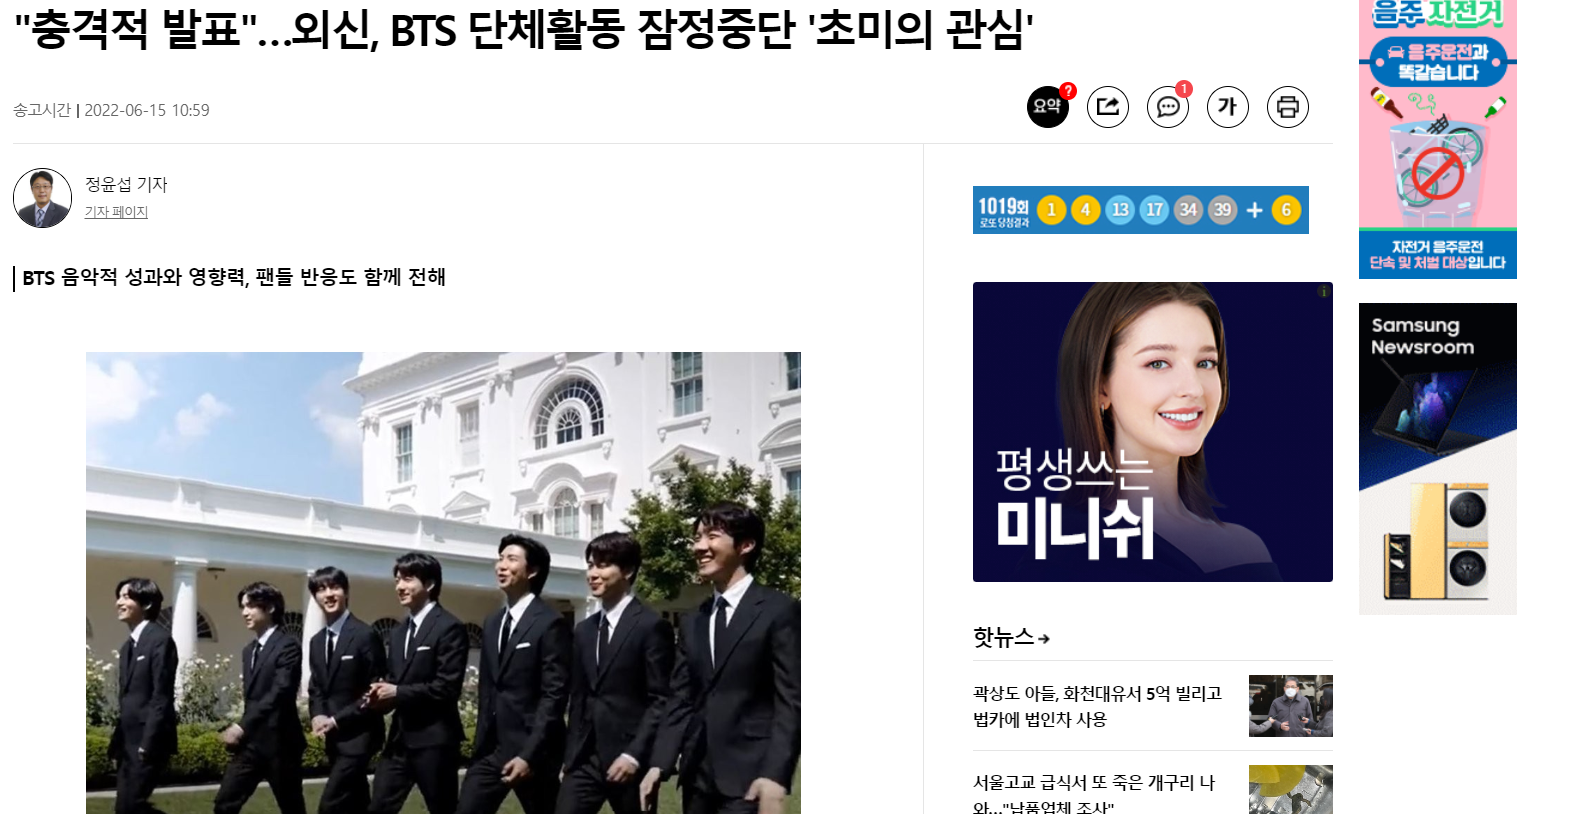 "충격적 발표"…외신, BTS 단체활동 잠정중단 '초미의 관심'
송고시간 | 2022-06-15 10:59
요약
?
1
가
정윤섭 기자
기자 페이지
BTS 음악적 성과와 영향력, 팬들 반응도 함께 전해
1019회
로또 당첨결과
1 4 13 17 34 39 + 6
평생쓰는
미니쉬
핫뉴스
곽상도 아들, 화천대유서 5억 빌리고
법카에 법인차 사용
서울고교 급식서 또 죽은 개구리 나
와…"납품업체 조사"
음주 자전거
음주운전과
똑같습니다
자전거 음주운전
단속 및 처벌 대상입니다
Samsung
Newsroom